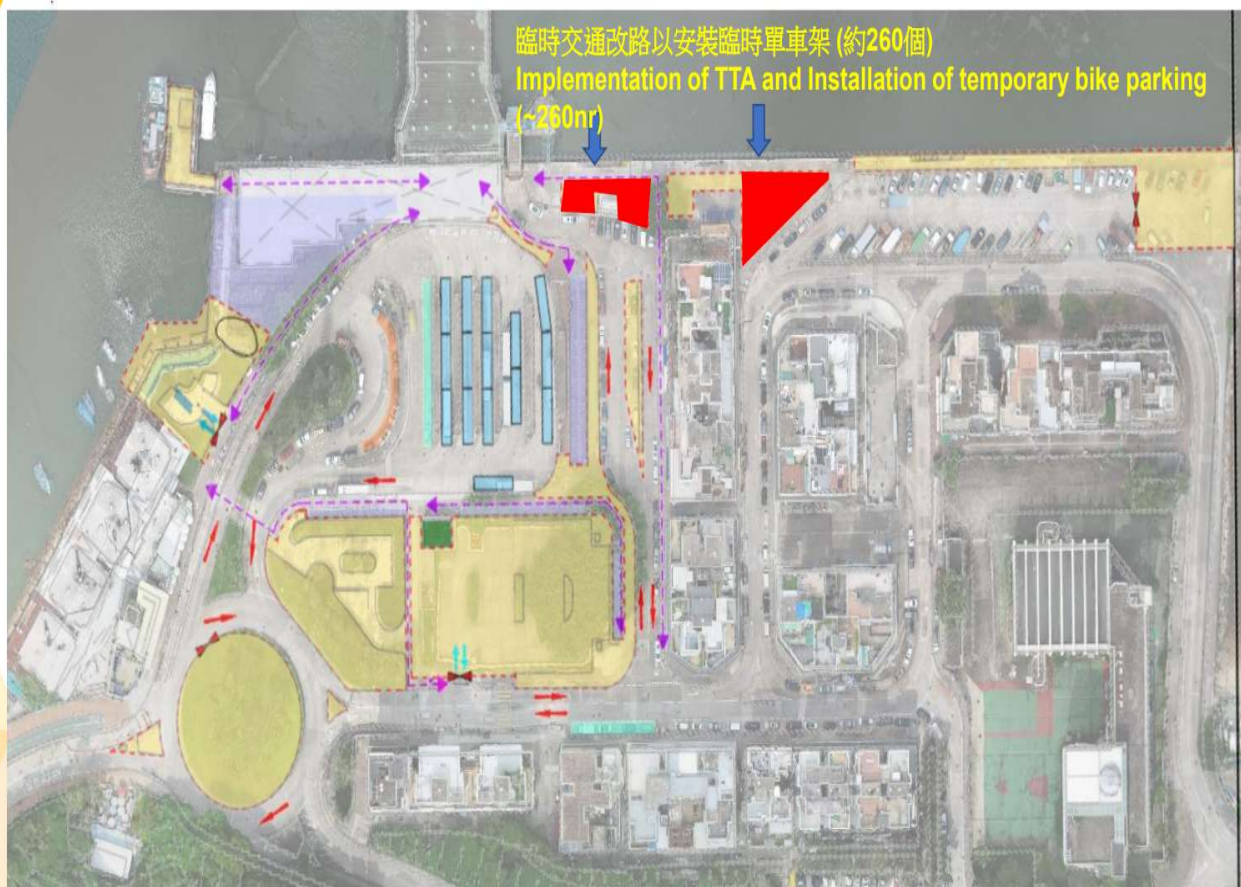 臨時交通改路以安裝臨時單車架 (約260個)
Implementation of TTA and Installation of temporary bike parking
(~260nr)